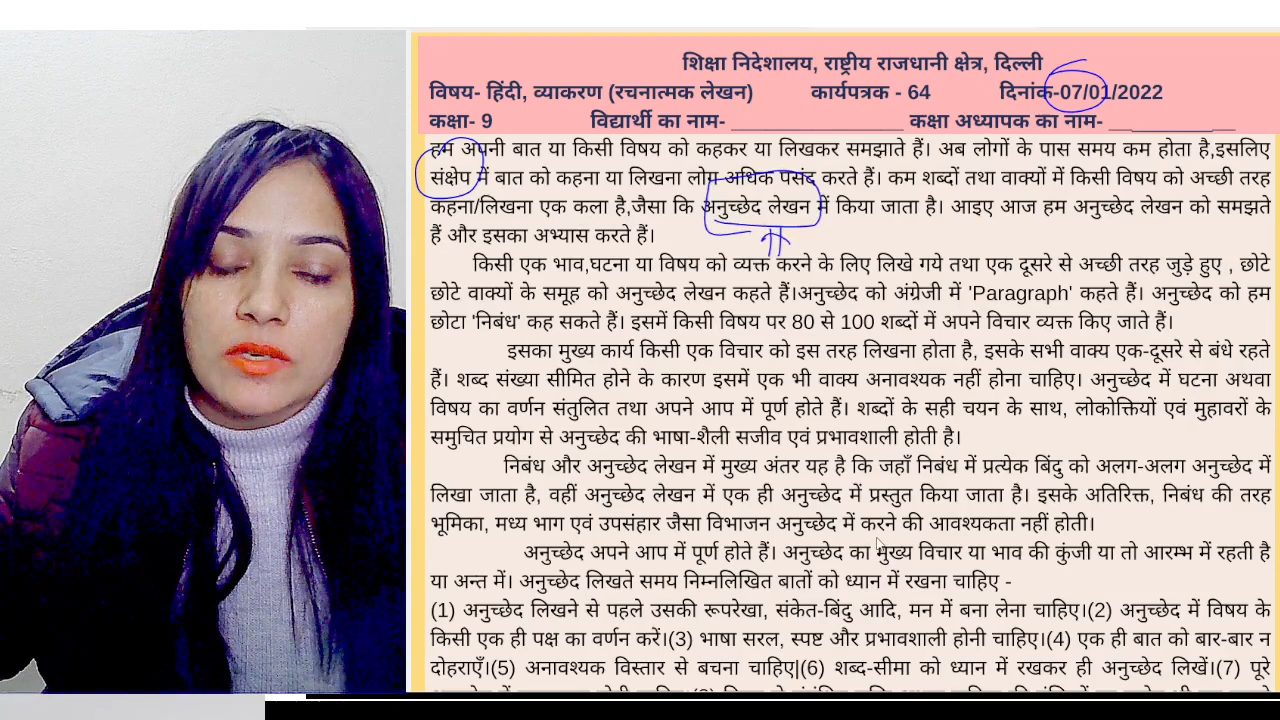 शिक्षा निदेशालय, राष्ट्रीय राजधानी क्षेत्र, दिल्ली
विषय- हिंदी, व्याकरण (रचनात्मक लेखन) कार्यपत्रक - 64 दिनांक-07/01/2022
कक्षा- 9 विद्यार्थी का नाम- _______________ कक्षा अध्यापक का नाम- ___________
हम अपनी बात या किसी विषय को कहकर या लिखकर समझाते हैं। अब लोगों के पास समय कम होता है,इसलिए
संक्षेप में बात को कहना या लिखना लोग अधिक पसंद करते हैं। कम शब्दों तथा वाक्यों में किसी विषय को अच्छी तरह
कहना/लिखना एक कला है,जैसा कि अनुच्छेद लेखन में किया जाता है। आइए आज हम अनुच्छेद लेखन को समझते
हैं और इसका अभ्यास करते हैं।
किसी एक भाव,घटना या विषय को व्यक्त करने के लिए लिखे गये तथा एक दूसरे से अच्छी तरह जुड़े हुए , छोटे
छोटे वाक्यों के समूह को अनुच्छेद लेखन कहते हैं।अनुच्छेद को अंग्रेजी में 'Paragraph' कहते हैं। अनुच्छेद को हम
छोटा 'निबंध' कह सकते हैं। इसमें किसी विषय पर 80 से 100 शब्दों में अपने विचार व्यक्त किए जाते हैं।
इसका मुख्य कार्य किसी एक विचार को इस तरह लिखना होता है, इसके सभी वाक्य एक-दूसरे से बंधे रहते
हैं। शब्द संख्या सीमित होने के कारण इसमें एक भी वाक्य अनावश्यक नहीं होना चाहिए। अनुच्छेद में घटना अथवा
विषय का वर्णन संतुलित तथा अपने आप में पूर्ण होते हैं। शब्दों के सही चयन के साथ, लोकोक्तियों एवं मुहावरों के
समुचित प्रयोग से अनुच्छेद की भाषा-शैली सजीव एवं प्रभावशाली होती है।
निबंध और अनुच्छेद लेखन में मुख्य अंतर यह है कि जहाँ निबंध में प्रत्येक बिंदु को अलग-अलग अनुच्छेद में
लिखा जाता है, वहीं अनुच्छेद लेखन में एक ही अनुच्छेद में प्रस्तुत किया जाता है। इसके अतिरिक्त, निबंध की तरह
भूमिका, मध्य भाग एवं उपसंहार जैसा विभाजन अनुच्छेद में करने की आवश्यकता नहीं होती।
अनुच्छेद अपने आप में पूर्ण होते हैं। अनुच्छेद का मुख्य विचार या भाव की कुंजी या तो आरम्भ में रहती है
या अन्त में। अनुच्छेद लिखते समय निम्नलिखित बातों को ध्यान में रखना चाहिए -
(1) अनुच्छेद लिखने से पहले उसकी रूपरेखा, संकेत-बिंदु आदि, मन में बना लेना चाहिए।(2) अनुच्छेद में विषय के
किसी एक ही पक्ष का वर्णन करें।(3) भाषा सरल, स्पष्ट और प्रभावशाली होनी चाहिए।(4) एक ही बात को बार-बार न
दोहराएँ।(5) अनावश्यक विस्तार से बचना चाहिए|(6) शब्द-सीमा को ध्यान में रखकर ही अनुच्छेद लिखें।(7) पूरे